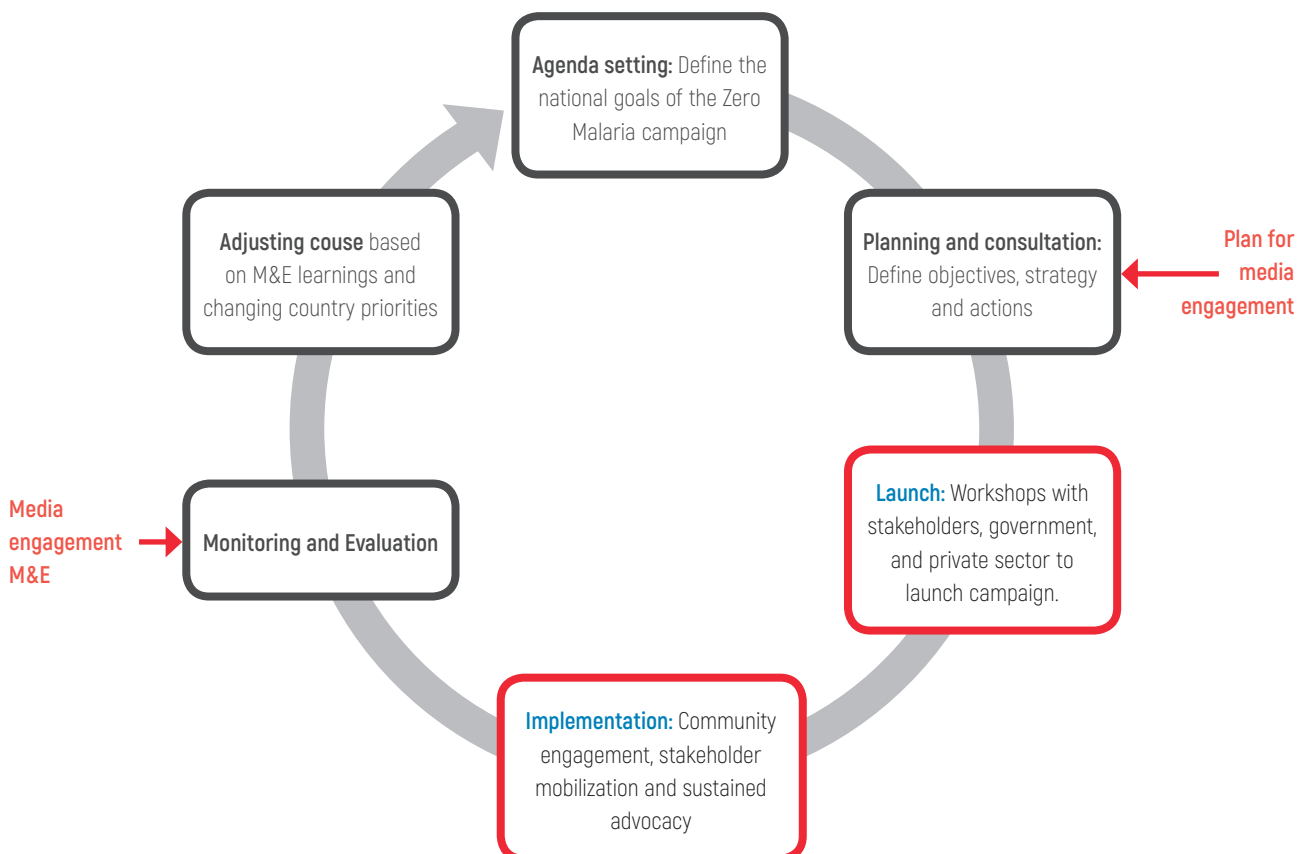 Agenda setting: Define the
national goals of the Zero
Malaria campaign
Planning and consultation:
Define objectives, strategy
and actions
Plan for
media
engagement
Launch: Workshops with
stakeholders, government,
and private sector to
launch campaign.
Implementation: Community
engagement, stakeholder
mobilization and sustained
advocacy
Monitoring and Evaluation
Media
engagement
M&E
Adjusting couse based
on M&E learnings and
changing country priorities